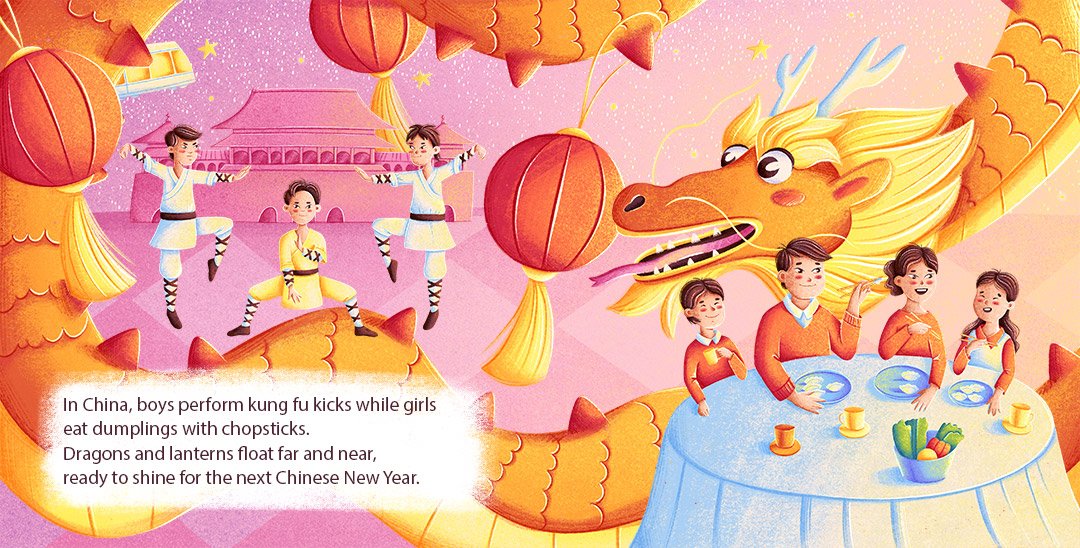 In China, boys perform kung fu kicks while girls
eat dumplings with chopsticks.
Dragons and lanterns float far and near,
ready to shine for the next Chinese New Year.